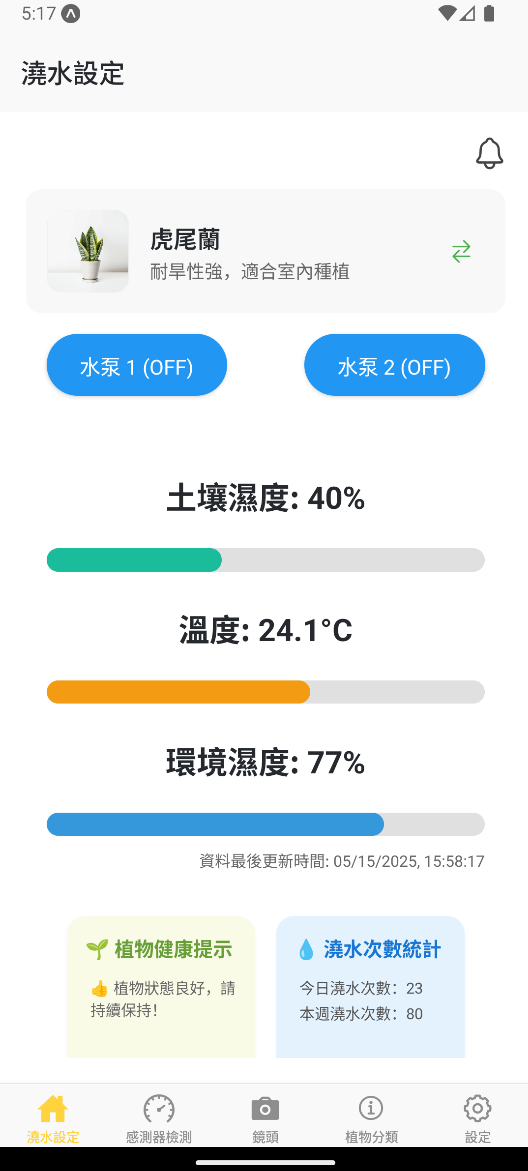 5:17
澆水設定
虎尾蘭
耐旱性強，適合室內種植
水泵 1 (OFF)
水泵 2 (OFF)
土壤濕度: 40%
溫度: 24.1°C
環境濕度: 77%
資料最後更新時間: 05/15/2025, 15:58:17
🌱 植物健康提示
👍 植物狀態良好，請
持續保持！
💧 澆水次數統計
今日澆水次數：23
本週澆水次數：80
澆水設定
感測器檢測
鏡頭
植物分類
設定